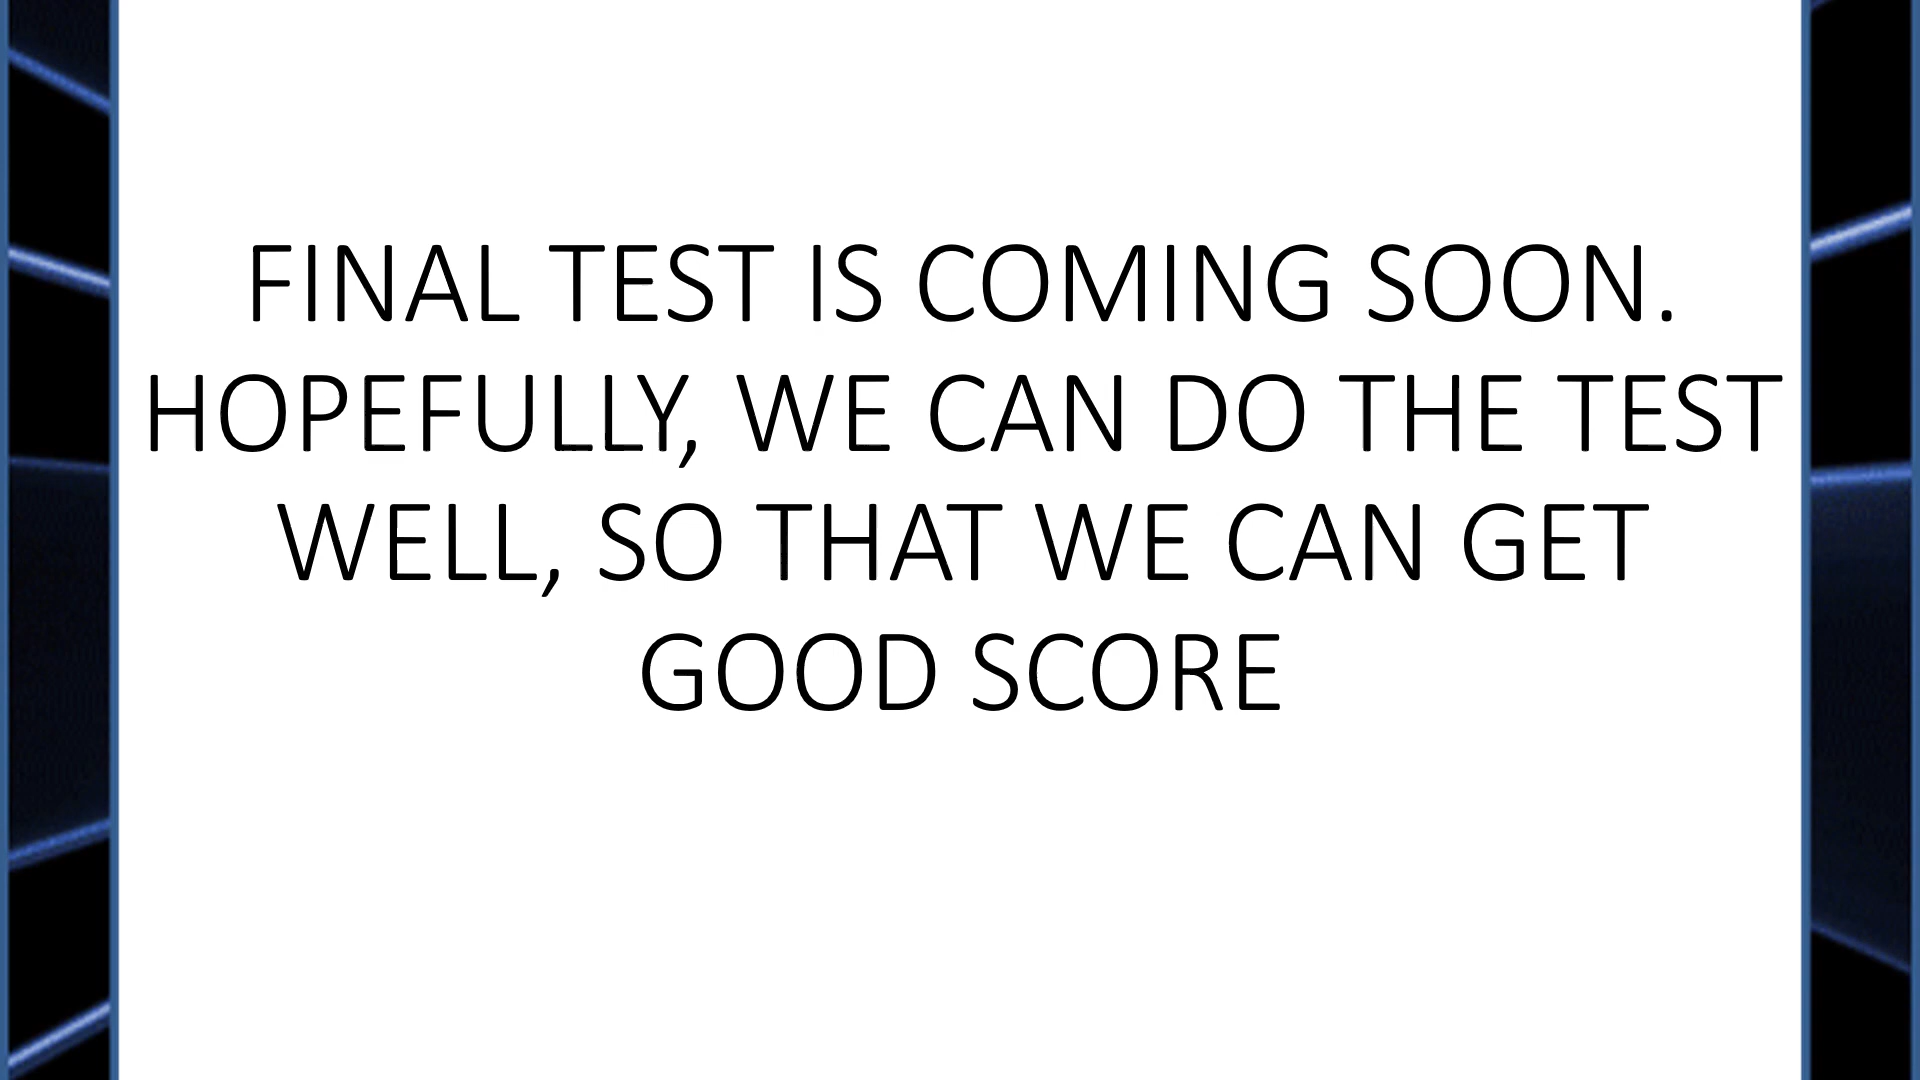 FINAL TEST IS COMING SOON.
HOPEFULLY, WE CAN DO THE TEST
WELL, SO THAT WE CAN GET
GOOD SCORE